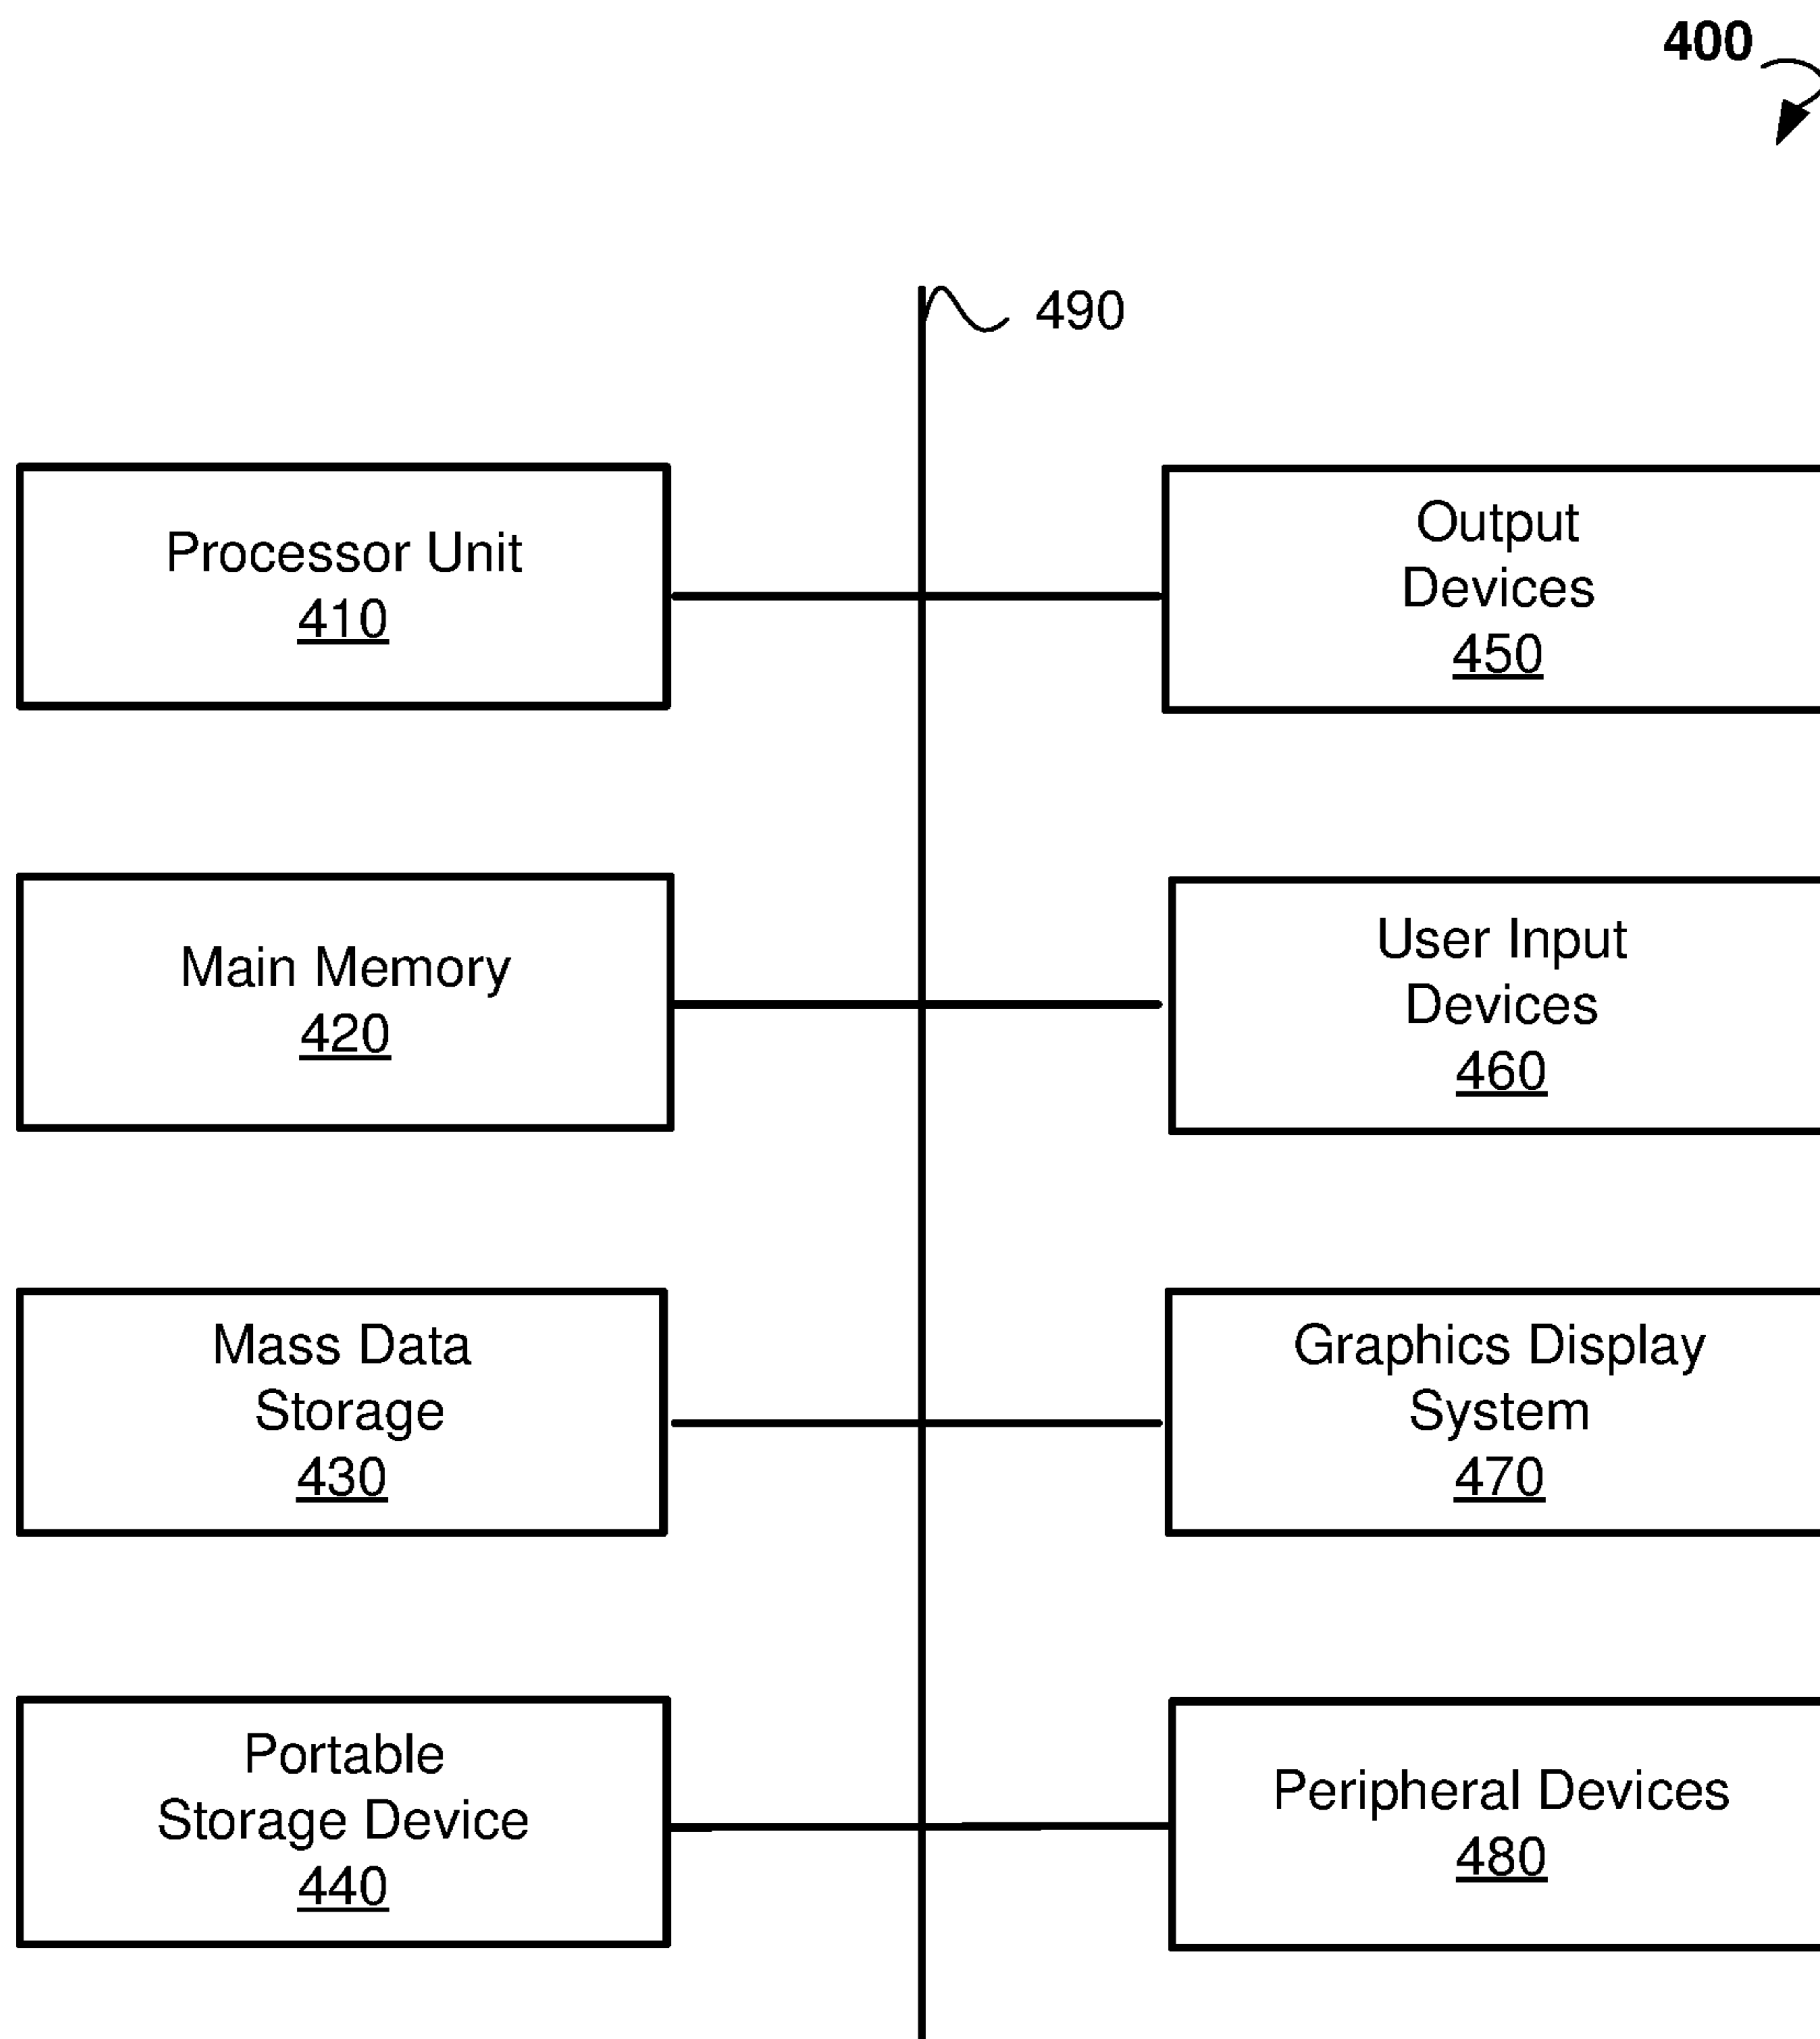 400
490
Processor Unit
410
Output
Devices
450
Main Memory
420
User Input
Devices
460
Mass Data
Storage
430
Graphics Display
System
470
Portable
Storage Device
440
Peripheral Devices
480